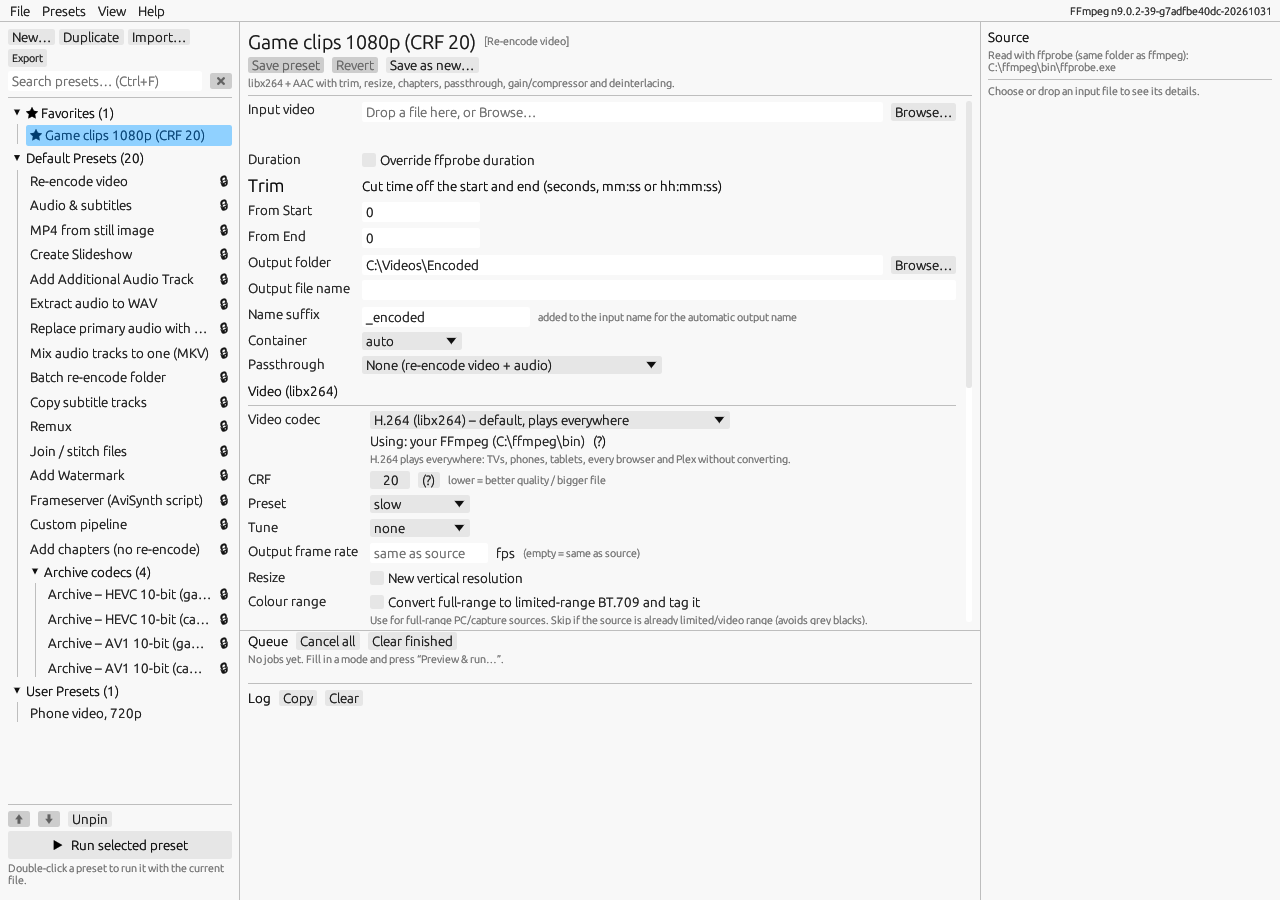 File Presets View Help
FFmpeg n9.0.2-39-g7adfbe40dc-20261031
New... Duplicate Import...
Export
Search presets... (Ctrl+F)
Favorites (1)
Game clips 1080p (CRF 20)
Default Presets (20)
Re-encode video
Audio & subtitles
MP4 from still image
Create Slideshow
Add Additional Audio Track
Extract audio to WAV
Replace primary audio with ...
Mix audio tracks to one (MKV)
Batch re-encode folder
Copy subtitle tracks
Remux
Join / stitch files
Add Watermark
Frameserver (AviSynth script)
Custom pipeline
Add chapters (no re-encode)
Archive codecs (4)
Archive – HEVC 10-bit (ga...
Archive – HEVC 10-bit (ca...
Archive – AV1 10-bit (ga...
Archive – AV1 10-bit (ca...
User Presets (1)
Phone video, 720p
Unpin
Run selected preset
Double-click a preset to run it with the current
file.
Game clips 1080p (CRF 20) [Re-encode video]
Save preset Revert Save as new...
libx264 + AAC with trim, resize, chapters, passthrough, gain/compressor and deinterlacing.
Input video Drop a file here, or Browse... Browse...
Duration Override ffprobe duration
Trim Cut time off the start and end (seconds, mm:ss or hh:mm:ss)
From Start 0
From End 0
Output folder C:\Videos\Encoded Browse...
Output file name
Name suffix _encoded added to the input name for the automatic output name
Container auto
Passthrough None (re-encode video + audio)
Video (libx264)
Video codec H.264 (libx264) – default, plays everywhere
Using: your FFmpeg (C:\ffmpeg\bin) (?)
H.264 plays everywhere: TVs, phones, tablets, every browser and Plex without converting.
CRF 20 (?) lower = better quality / bigger file
Preset slow
Tune none
Output frame rate same as source fps (empty = same as source)
Resize New vertical resolution
Colour range Convert full-range to limited-range BT.709 and tag it
Use for full-range PC/capture sources. Skip if the source is already limited/video range (avoids grey blacks).
Queue Cancel all Clear finished
No jobs yet. Fill in a mode and press “Preview & run...”.
Log Copy Clear
Source
Read with ffprobe (same folder as ffmpeg):
C:\ffmpeg\bin\ffprobe.exe
Choose or drop an input file to see its details.